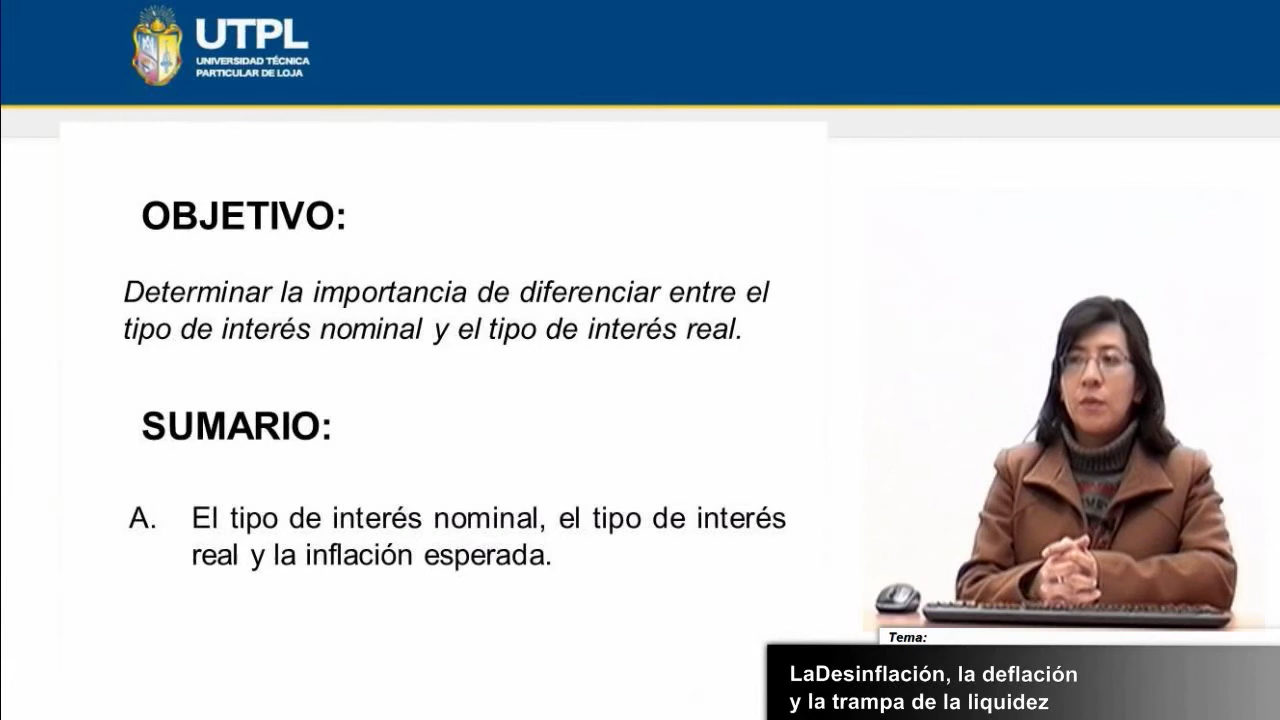 UTPL
UNIVERSIDAD TÉCNICA
PARTICULAR DE LOJA
OBJETIVO:
Determinar la importancia de diferenciar entre el
tipo de interés nominal y el tipo de interés real.
SUMARIO:
A. El tipo de interés nominal, el tipo de interés
real y la inflación esperada.
Tema:
LaDesinflación, la deflación
y la trampa de la liquidez